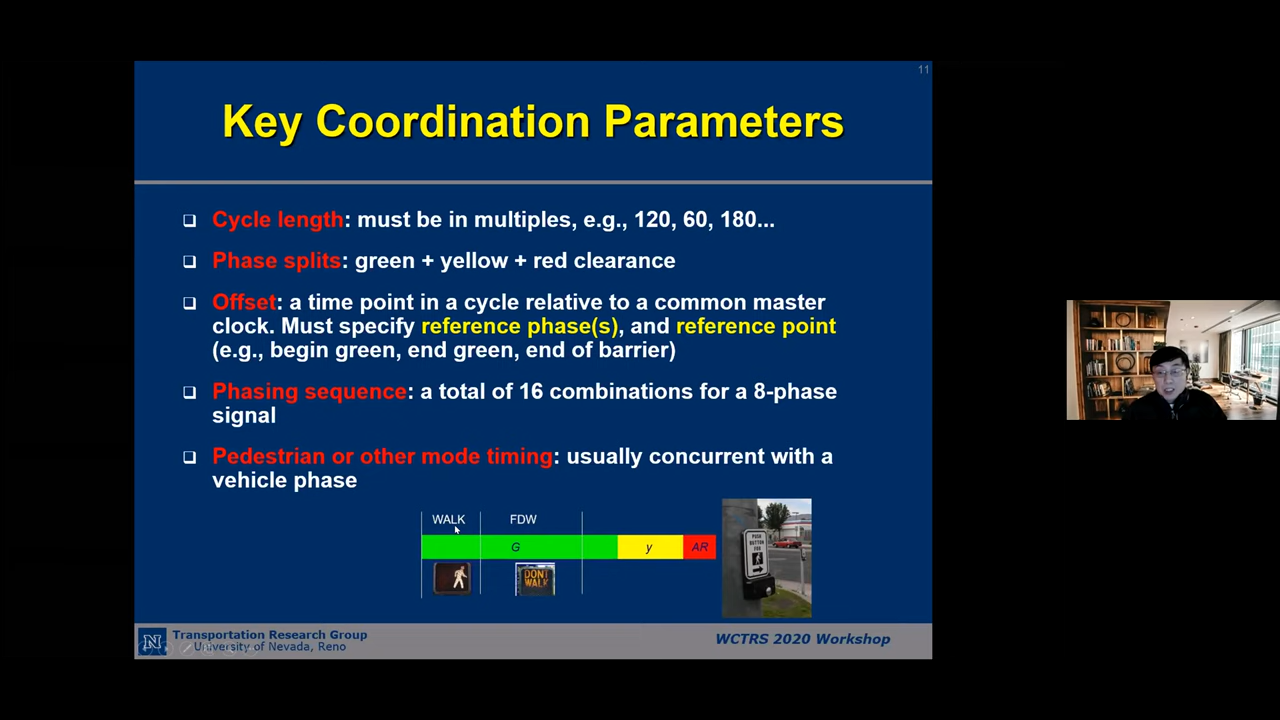 11
Key Coordination Parameters
Cycle length: must be in multiples, e.g., 120, 60, 180...
Phase splits: green + yellow + red clearance
Offset: a time point in a cycle relative to a common master
clock. Must specify reference phase(s), and reference point
(e.g., begin green, end green, end of barrier)
Phasing sequence: a total of 16 combinations for a 8-phase
signal
Pedestrian or other mode timing: usually concurrent with a
vehicle phase
WALK FDW
G y AR
DONT
WALK
PUSH
BUTTON
FOR
N
Transportation Research Group
University of Nevada, Reno
WCTRS 2020 Workshop